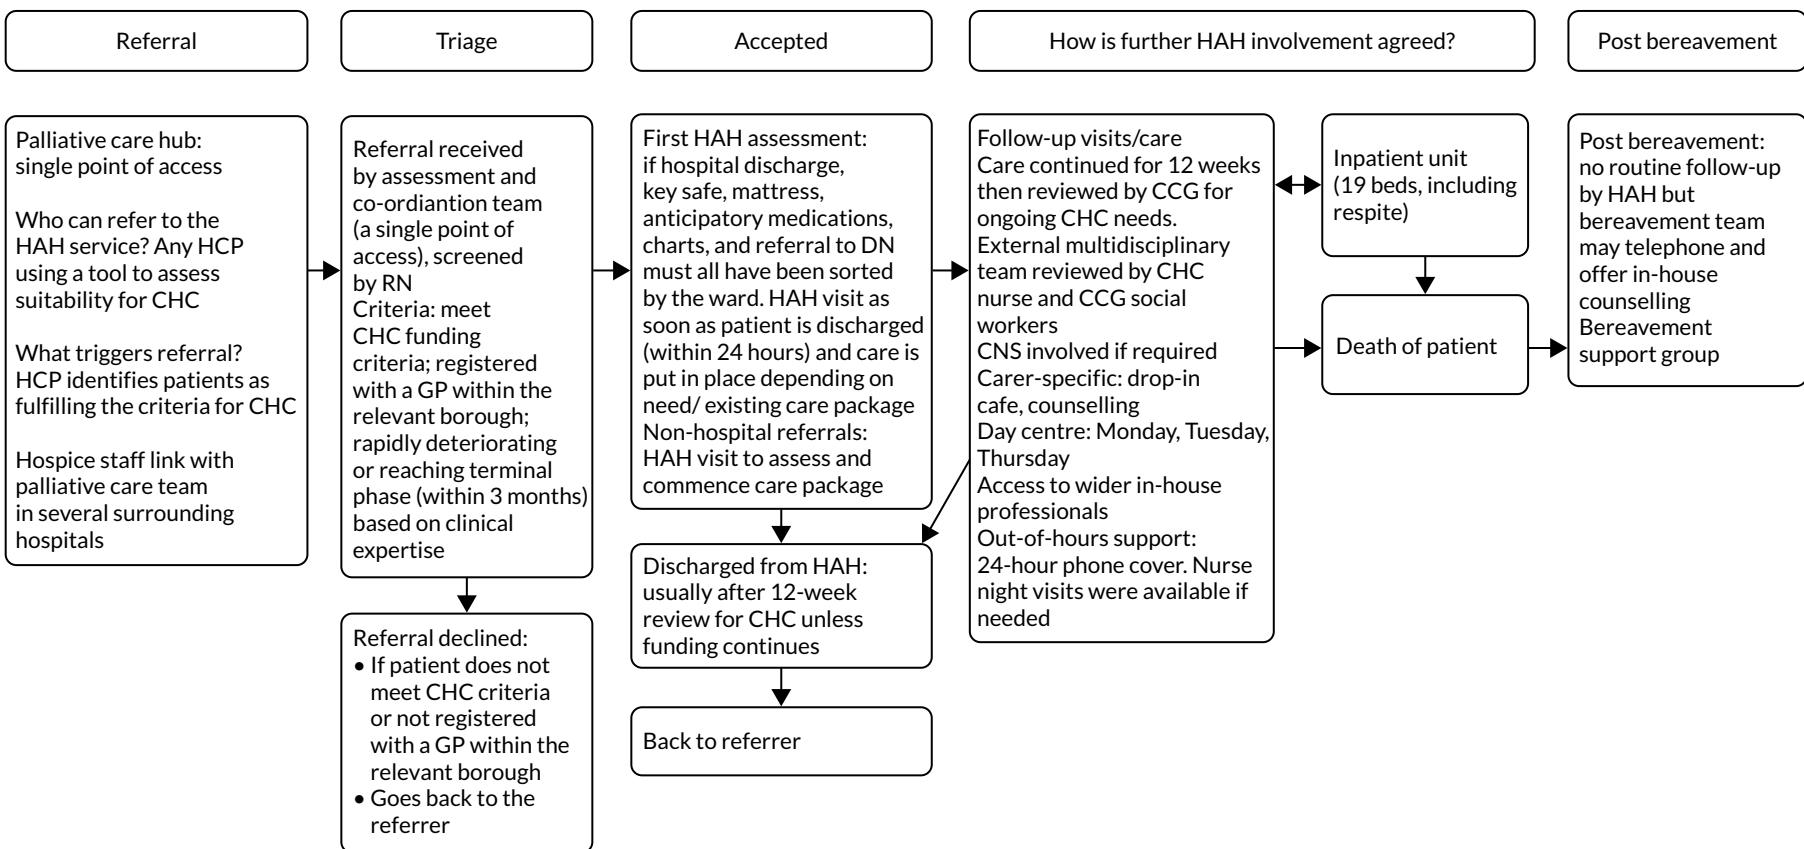 Referral
Triage
Accepted
How is further HAH involvement agreed?
Post bereavement
Palliative care hub:
single point of access
Who can refer to the
HAH service? Any HCP
using a tool to assess
suitability for CHC
What triggers referral?
HCP identifies patients as
fulfilling the criteria for CHC
Hospice staff link with
palliative care team
in several surrounding
hospitals
Referral received
by assessment and
co-ordiantion team
(a single point of
access), screened
by RN
Criteria: meet
CHC funding
criteria; registered
with a GP within the
relevant borough;
rapidly deteriorating
or reaching terminal
phase (within 3 months)
based on clinical
expertise
Referral declined:
• If patient does not
meet CHC criteria
or not registered
with a GP within the
relevant borough
• Goes back to the
referrer
First HAH assessment:
if hospital discharge,
key safe, mattress,
anticipatory medications,
charts, and referral to DN
must all have been sorted
by the ward. HAH visit as
soon as patient is discharged
(within 24 hours) and care is
put in place depending on
need/ existing care package
Non-hospital referrals:
HAH visit to assess and
commence care package
Discharged from HAH:
usually after 12-week
review for CHC unless
funding continues
Back to referrer
Follow-up visits/care
Care continued for 12 weeks
then reviewed by CCG for
ongoing CHC needs.
External multidisciplinary
team reviewed by CHC
nurse and CCG social
workers
CNS involved if required
Carer-specific: drop-in
cafe, counselling
Day centre: Monday, Tuesday,
Thursday
Access to wider in-house
professionals
Out-of-hours support:
24-hour phone cover. Nurse
night visits were available if
needed
Inpatient unit
(19 beds, including
respite)
Death of patient
Post bereavement:
no routine follow-up
by HAH but
bereavement team
may telephone and
offer in-house
counselling
Bereavement
support group